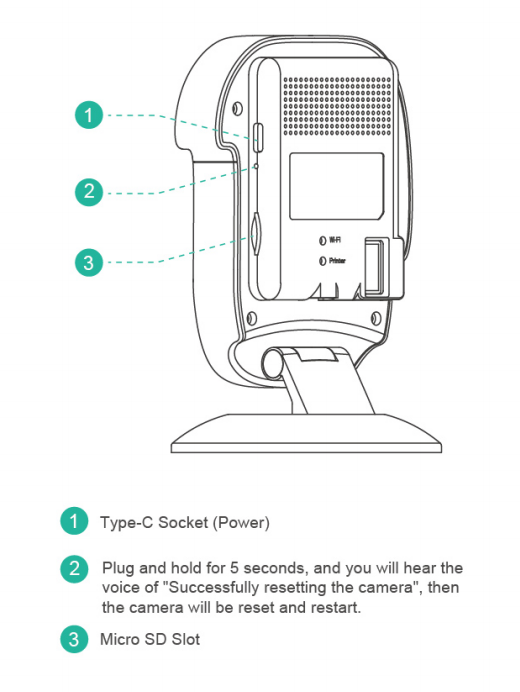 1
2
3
Wi-Fi
Printer
1 Type-C Socket (Power)
2 Plug and hold for 5 seconds, and you will hear the
voice of "Successfully resetting the camera", then
the camera will be reset and restart.
3 Micro SD Slot